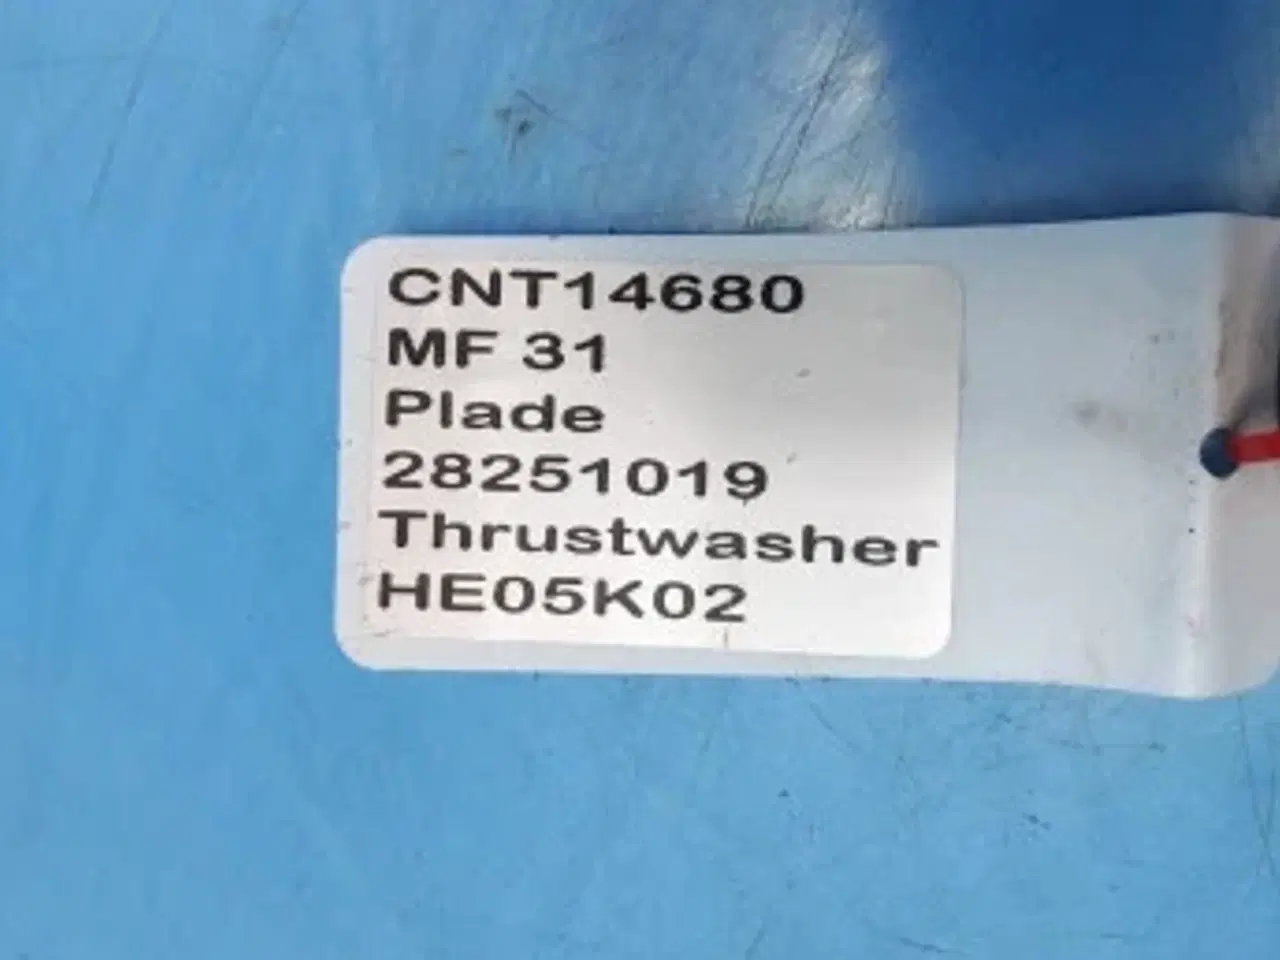 CNT14680
MF 31
Plade
28251019
Thrustwasher
HE05K02